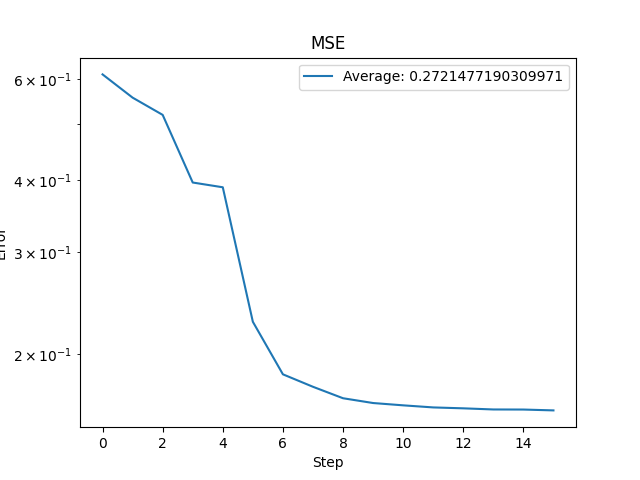 MSE
Average: 0.2721477190309971
6 × 10⁻¹
4 × 10⁻¹
3 × 10⁻¹
2 × 10⁻¹
Error
0 2 4 6 8 10 12 14
Step